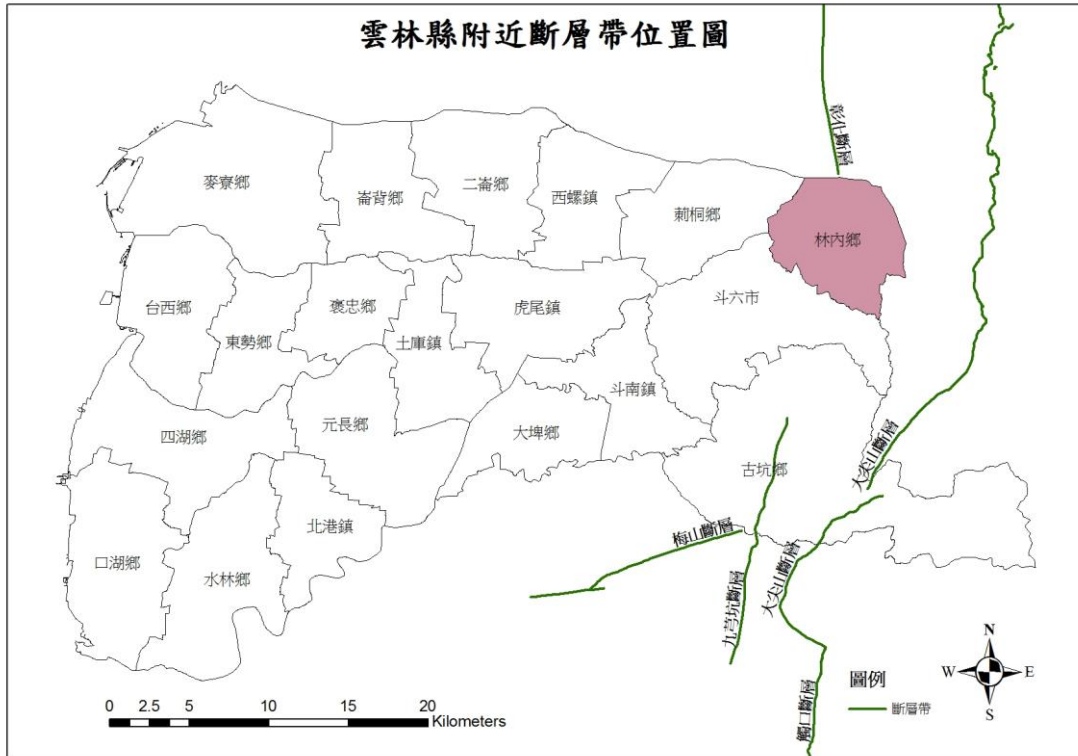 雲林縣附近斷層帶位置圖
彰化斷層
麥寮鄉
崙背鄉
二崙鄉
西螺鎮
莿桐鄉
林內鄉
台西鄉
東勢鄉
褒忠鄉
土庫鎮
虎尾鎮
斗六市
斗南鎮
四湖鄉
元長鄉
大埤鄉
古坑鄉
大尖山斷層
口湖鄉
水林鄉
北港鎮
梅山斷層
九芎坑斷層
大尖山斷層
觸口斷層
N
W
E
S
圖例
斷層帶
0 2.5 5 10 15 20
Kilometers